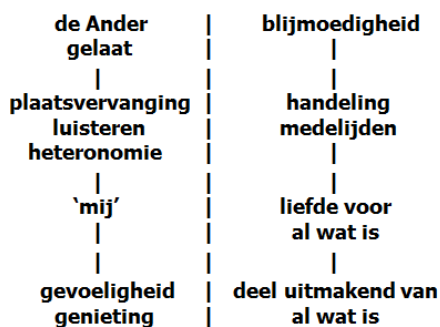 de Ander | blijmoedigheid
gelaat | |
| | |
plaatsvervanging | handeling
luisteren | medelijden
heteronomie | |
| | |
‘mij’ | liefde voor
| | al wat is
| | |
gevoeligheid | deel uitmakend van
genieting | al wat is